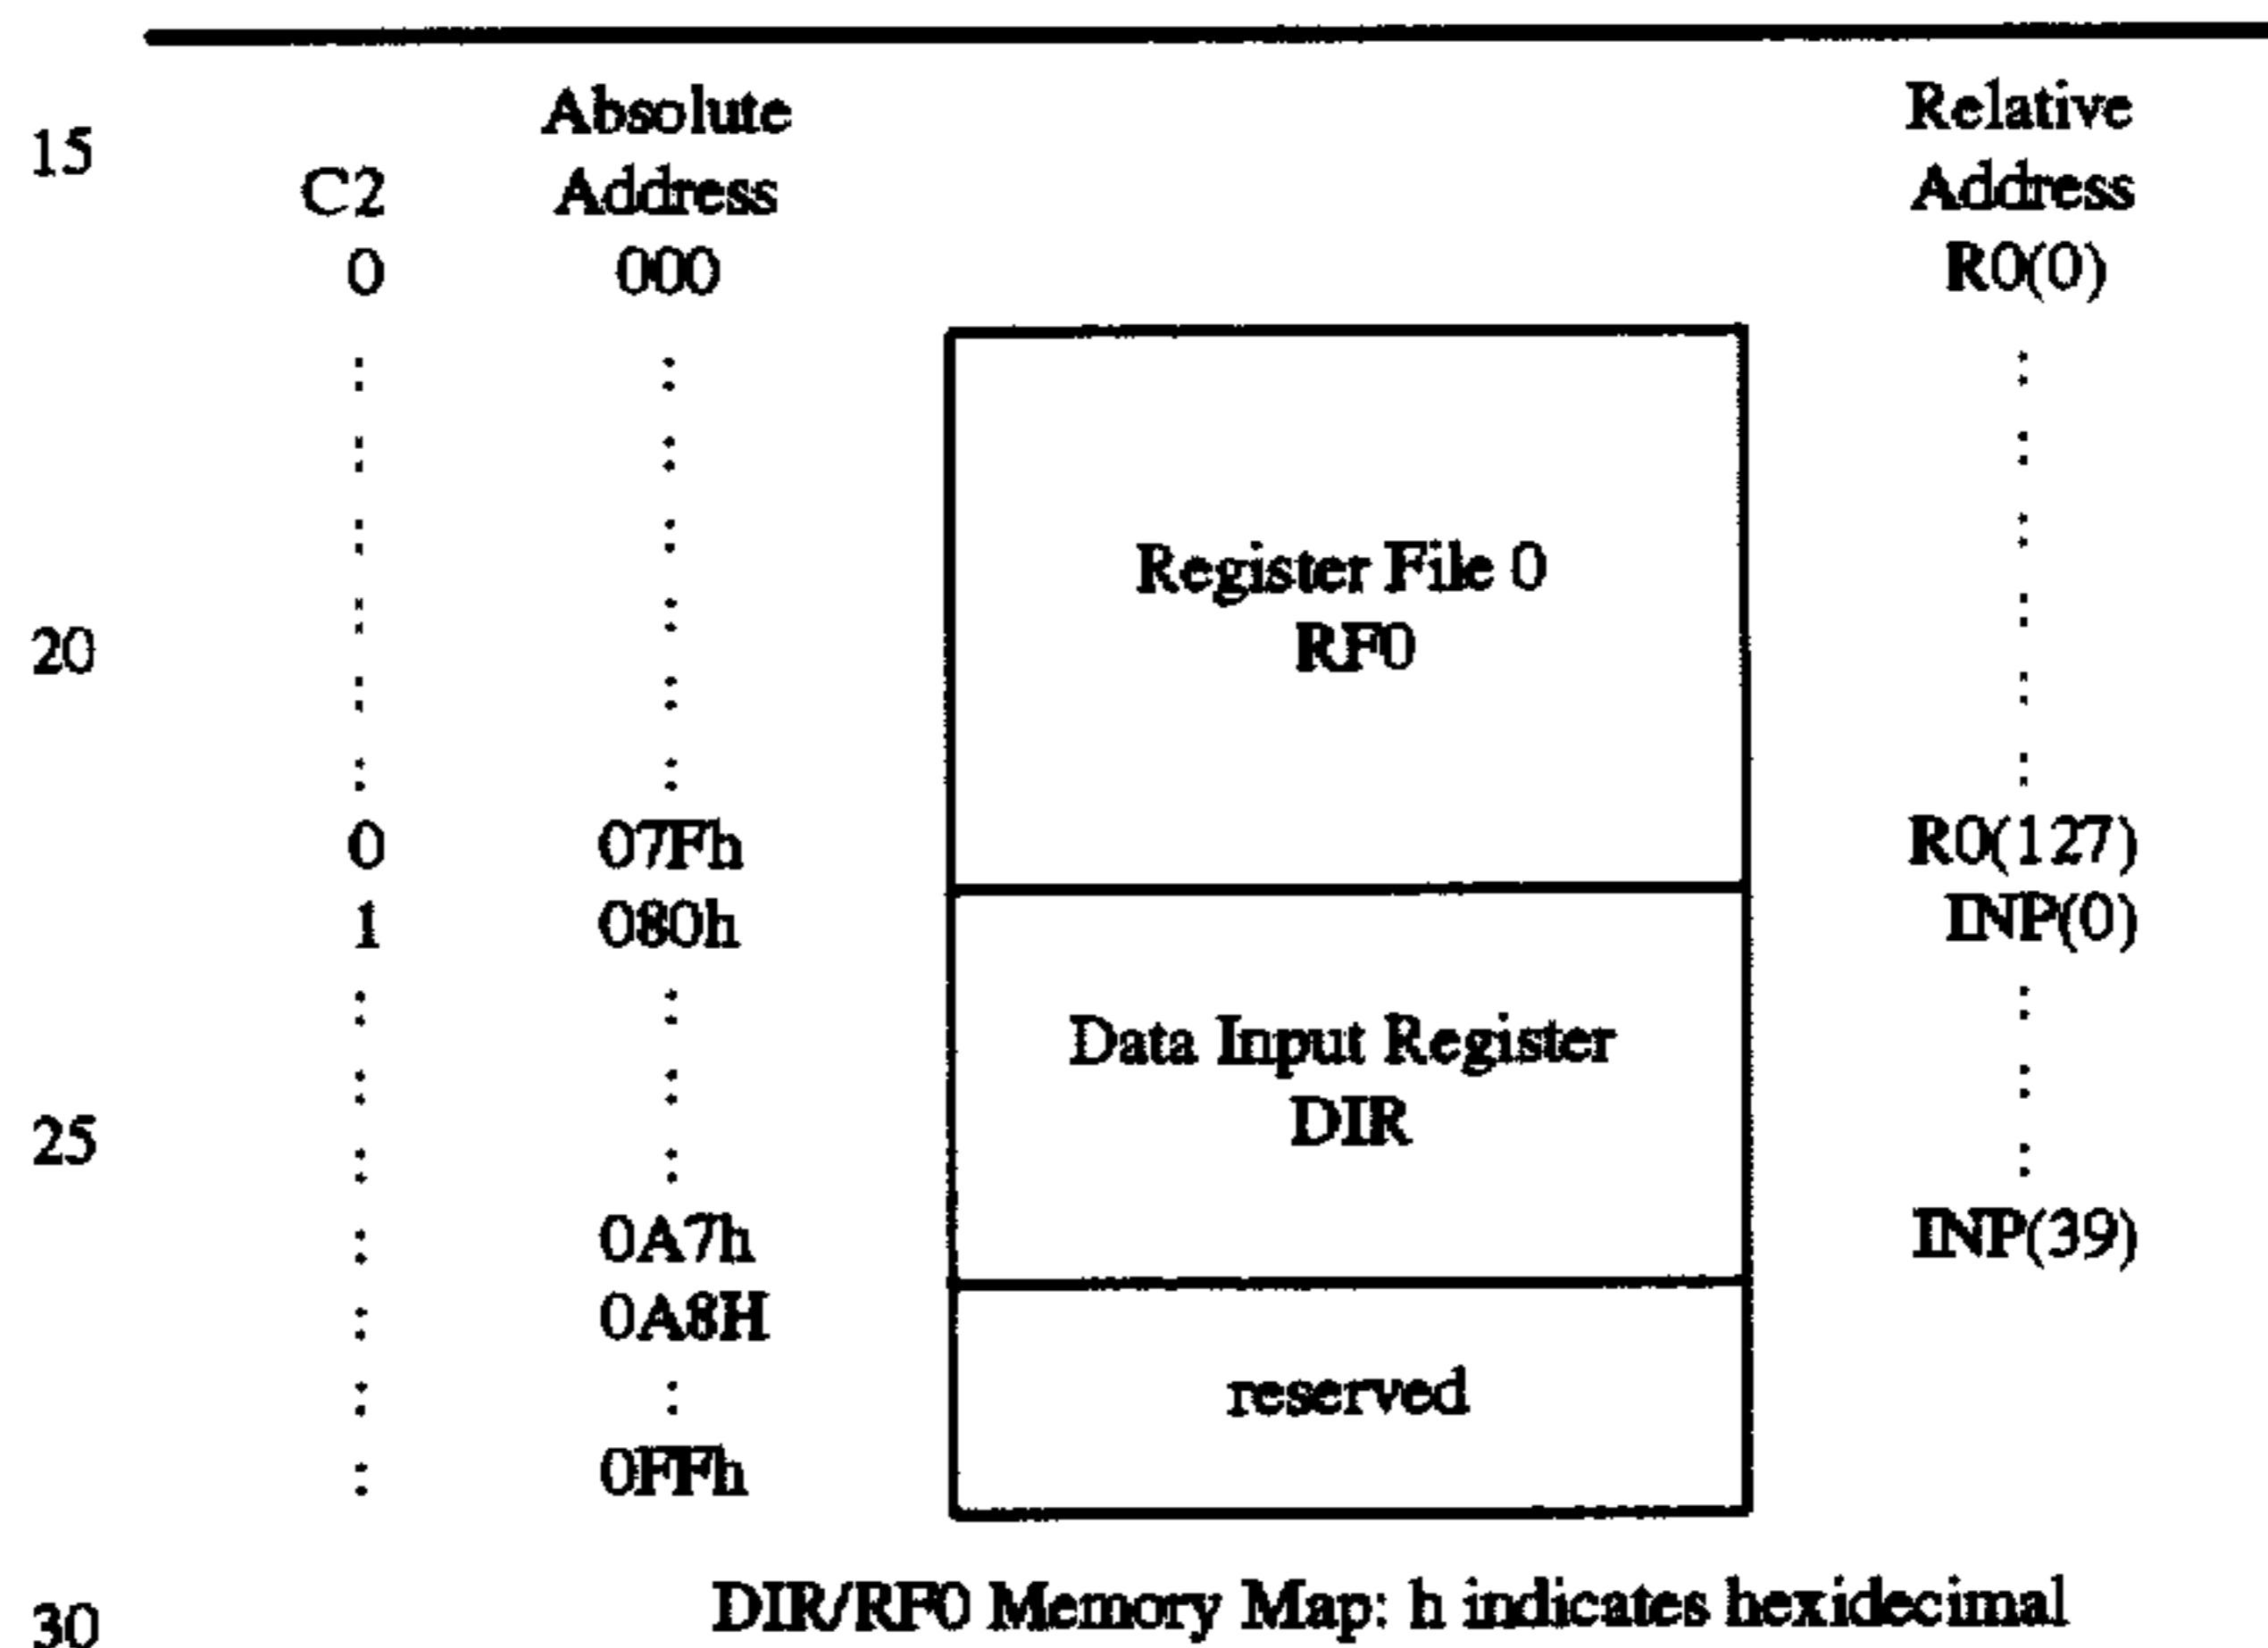 Absolute Relative
15
C2 Address Address
0 000 R0(0)
: : :
: : :
: : :
Register File 0
: : :
20 RF0
: : :
: : :
0 07Fh R0(127)
1 080h INP(0)
: : :
Data Input Register
: : :
DIR
25
: : :
: 0A7h INP(39)
: 0A8H
: : reserved
: 0FFh
30 DIR/RF0 Memory Map: h indicates hexidecimal